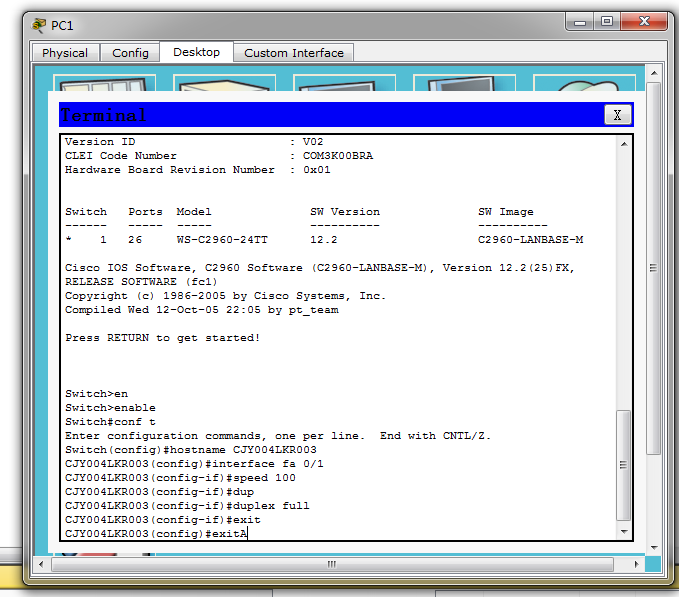 PC1
Physical Config Desktop Custom Interface
Terminal X
Version ID : V02
CLEI Code Number : COM3K00BRA
Hardware Board Revision Number : 0x01
Switch Ports Model SW Version SW Image
------ ----- ----- ---------- ----------
* 1 26 WS-C2960-24TT 12.2 C2960-LANBASE-M
Cisco IOS Software, C2960 Software (C2960-LANBASE-M), Version 12.2(25)FX,
RELEASE SOFTWARE (fc1)
Copyright (c) 1986-2005 by Cisco Systems, Inc.
Compiled Wed 12-Oct-05 22:05 by pt_team
Press RETURN to get started!
Switch>en
Switch>enable
Switch#conf t
Enter configuration commands, one per line. End with CNTL/Z.
Switch(config)#hostname CJY004LKR003
CJY004LKR003(config)#interface fa 0/1
CJY004LKR003(config-if)#speed 100
CJY004LKR003(config-if)#dup
CJY004LKR003(config-if)#duplex full
CJY004LKR003(config-if)#exit
CJY004LKR003(config)#exitA